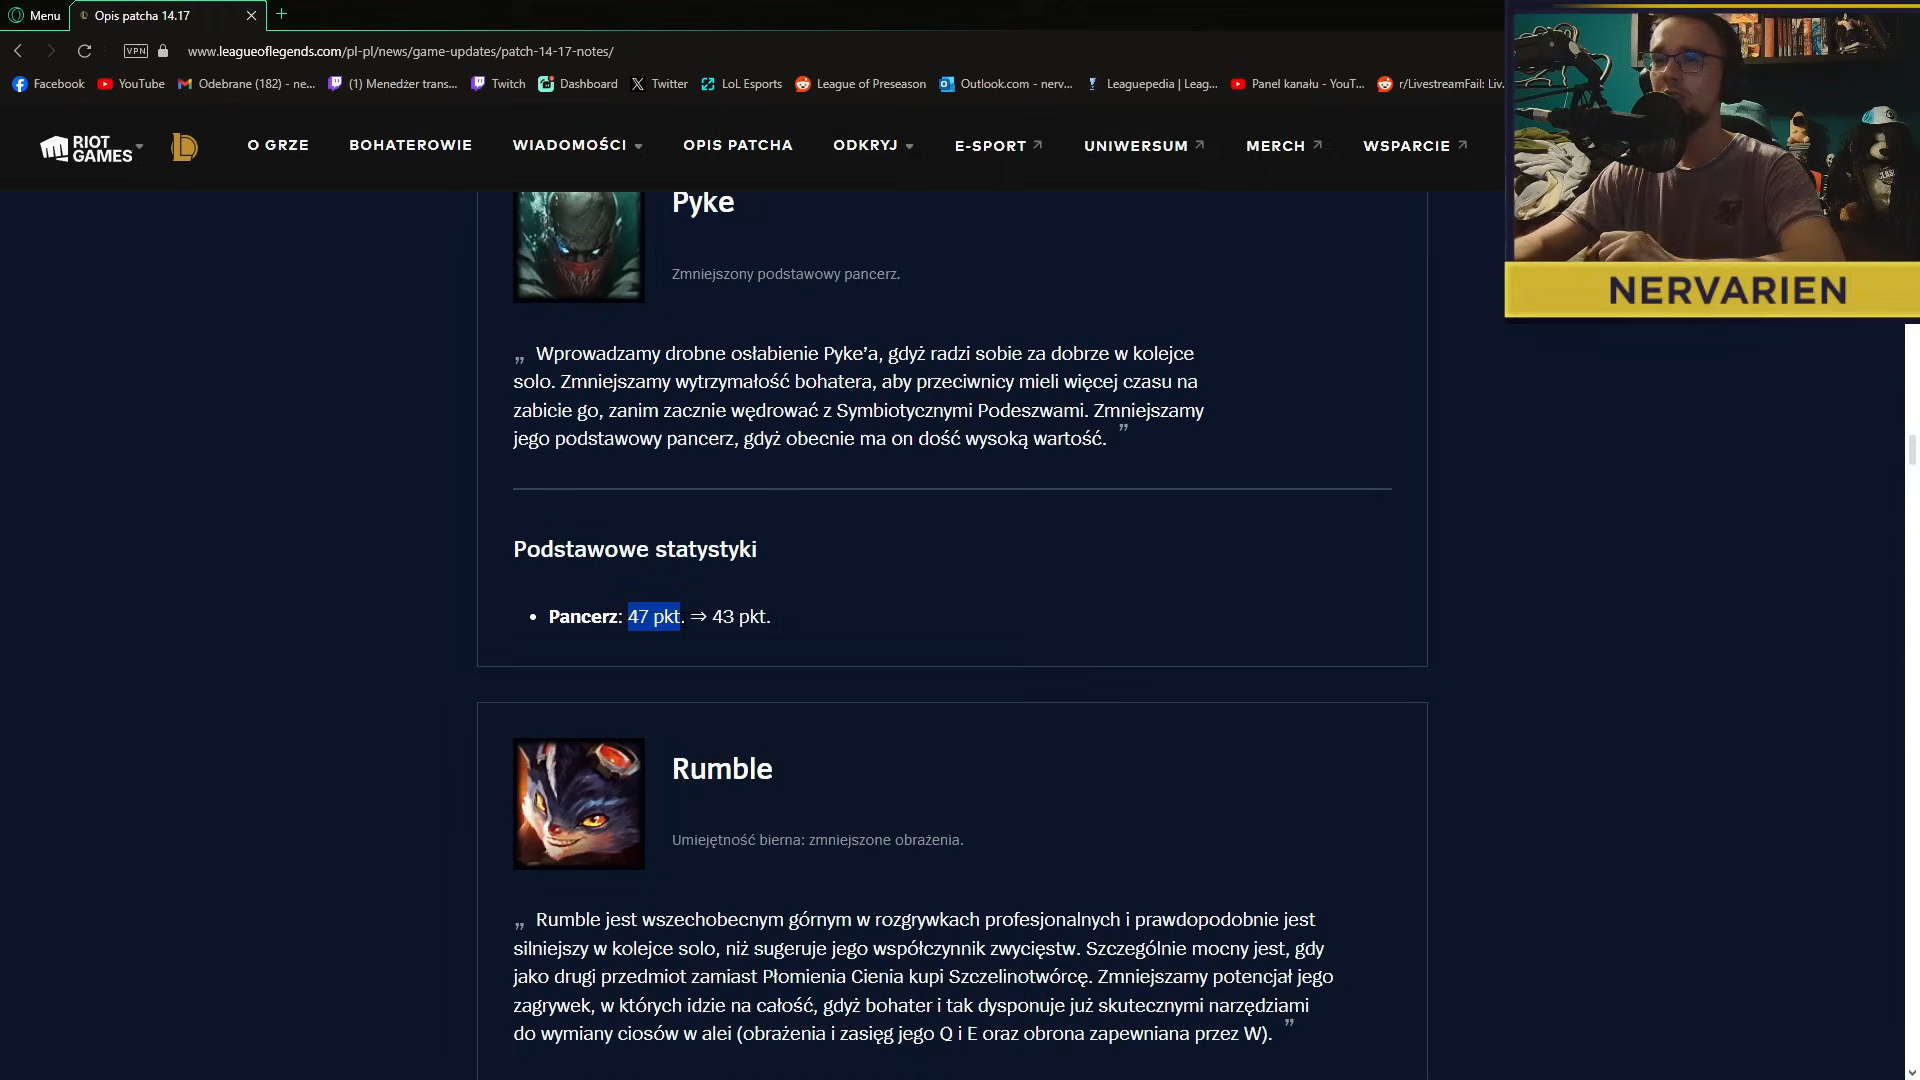 Menu
Opis patcha 14.17
VPN
www.leagueoflegends.com/pl-pl/news/game-updates/patch-14-17-notes/
Facebook
YouTube
Odebrane (182) - ne...
(1) Menedżer trans...
Twitch
Dashboard
Twitter
LoL Esports
League of Preseason
Outlook.com - nerv...
Leaguepedia | Leag...
Panel kanału - YouT...
r/LivestreamFail: Liv...
RIOT GAMES
O GRZE
BOHATEROWIE
WIADOMOŚCI
OPIS PATCHA
ODKRYJ
E-SPORT
UNIWERSUM
MERCH
WSPARCIE
NERVARIEN
Pyke
Zmniejszony podstawowy pancerz.
„ Wprowadzamy drobne osłabienie Pyke’a, gdyż radzi sobie za dobrze w kolejce
solo. Zmniejszamy wytrzymałość bohatera, aby przeciwnicy mieli więcej czasu na
zabicie go, zanim zacznie wędrować z Symbiotycznymi Podeszwami. Zmniejszamy
jego podstawowy pancerz, gdyż obecnie ma on dość wysoką wartość. ”
Podstawowe statystyki
• Pancerz: 47 pkt. ⇒ 43 pkt.
Rumble
Umiejętność bierna: zmniejszone obrażenia.
„ Rumble jest wszechobecnym górnym w rozgrywkach profesjonalnych i prawdopodobnie jest
silniejszy w kolejce solo, niż sugeruje jego współczynnik zwycięstw. Szczególnie mocny jest, gdy
jako drugi przedmiot zamiast Płomienia Cienia kupi Szczelinotwórcę. Zmniejszamy potencjał jego
zagrywek, w których idzie na całość, gdyż bohater i tak dysponuje już skutecznymi narzędziami
do wymiany ciosów w alei (obrażenia i zasięg jego Q i E oraz obrona zapewniana przez W). ”